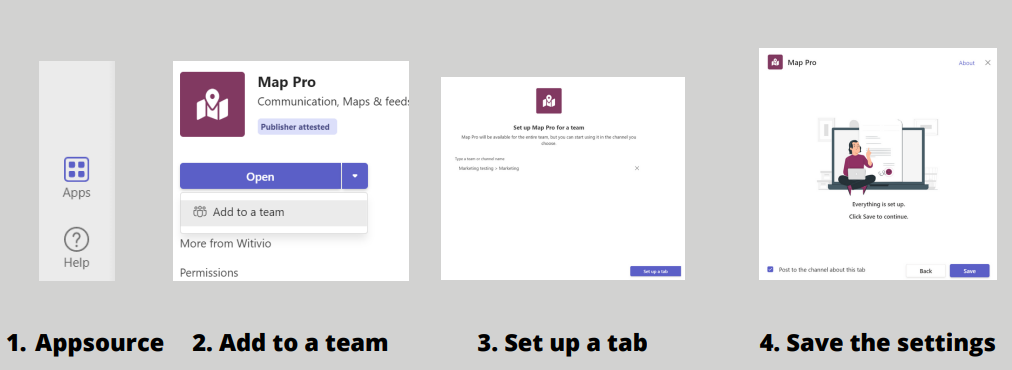 Apps
Help
Map Pro
Communication, Maps & feeds
Publisher attested
Open
Add to a team
More from Witivio
Permissions
Set up Map Pro for a team
Map Pro will be available for the entire team, but you can start using it in the channel you
choose.
Type a team or channel name
Marketing testing > Marketing
Set up a tab
Map Pro
About
Everything is set up.
Click Save to continue.
Post to the channel about this tab
Back
Save
1. Appsource
2. Add to a team
3. Set up a tab
4. Save the settings